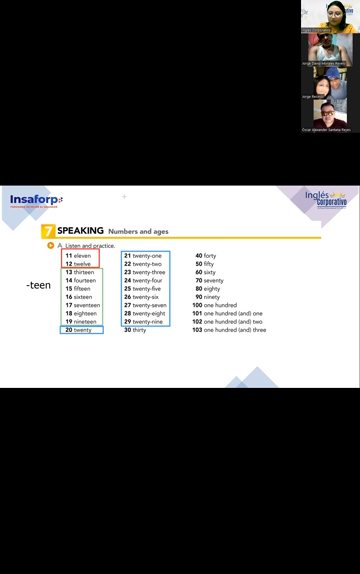 Insaforp
Inglés
Corporativo
7 SPEAKING Numbers and ages
A Listen and practice.
11 eleven
12 twelve
13 thirteen
14 fourteen
15 fifteen
16 sixteen
17 seventeen
18 eighteen
19 nineteen
20 twenty
-teen
21 twenty-one
22 twenty-two
23 twenty-three
24 twenty-four
25 twenty-five
26 twenty-six
27 twenty-seven
28 twenty-eight
29 twenty-nine
30 thirty
40 forty
50 fifty
60 sixty
70 seventy
80 eighty
90 ninety
100 one hundred
101 one hundred (and) one
102 one hundred (and) two
103 one hundred (and) three